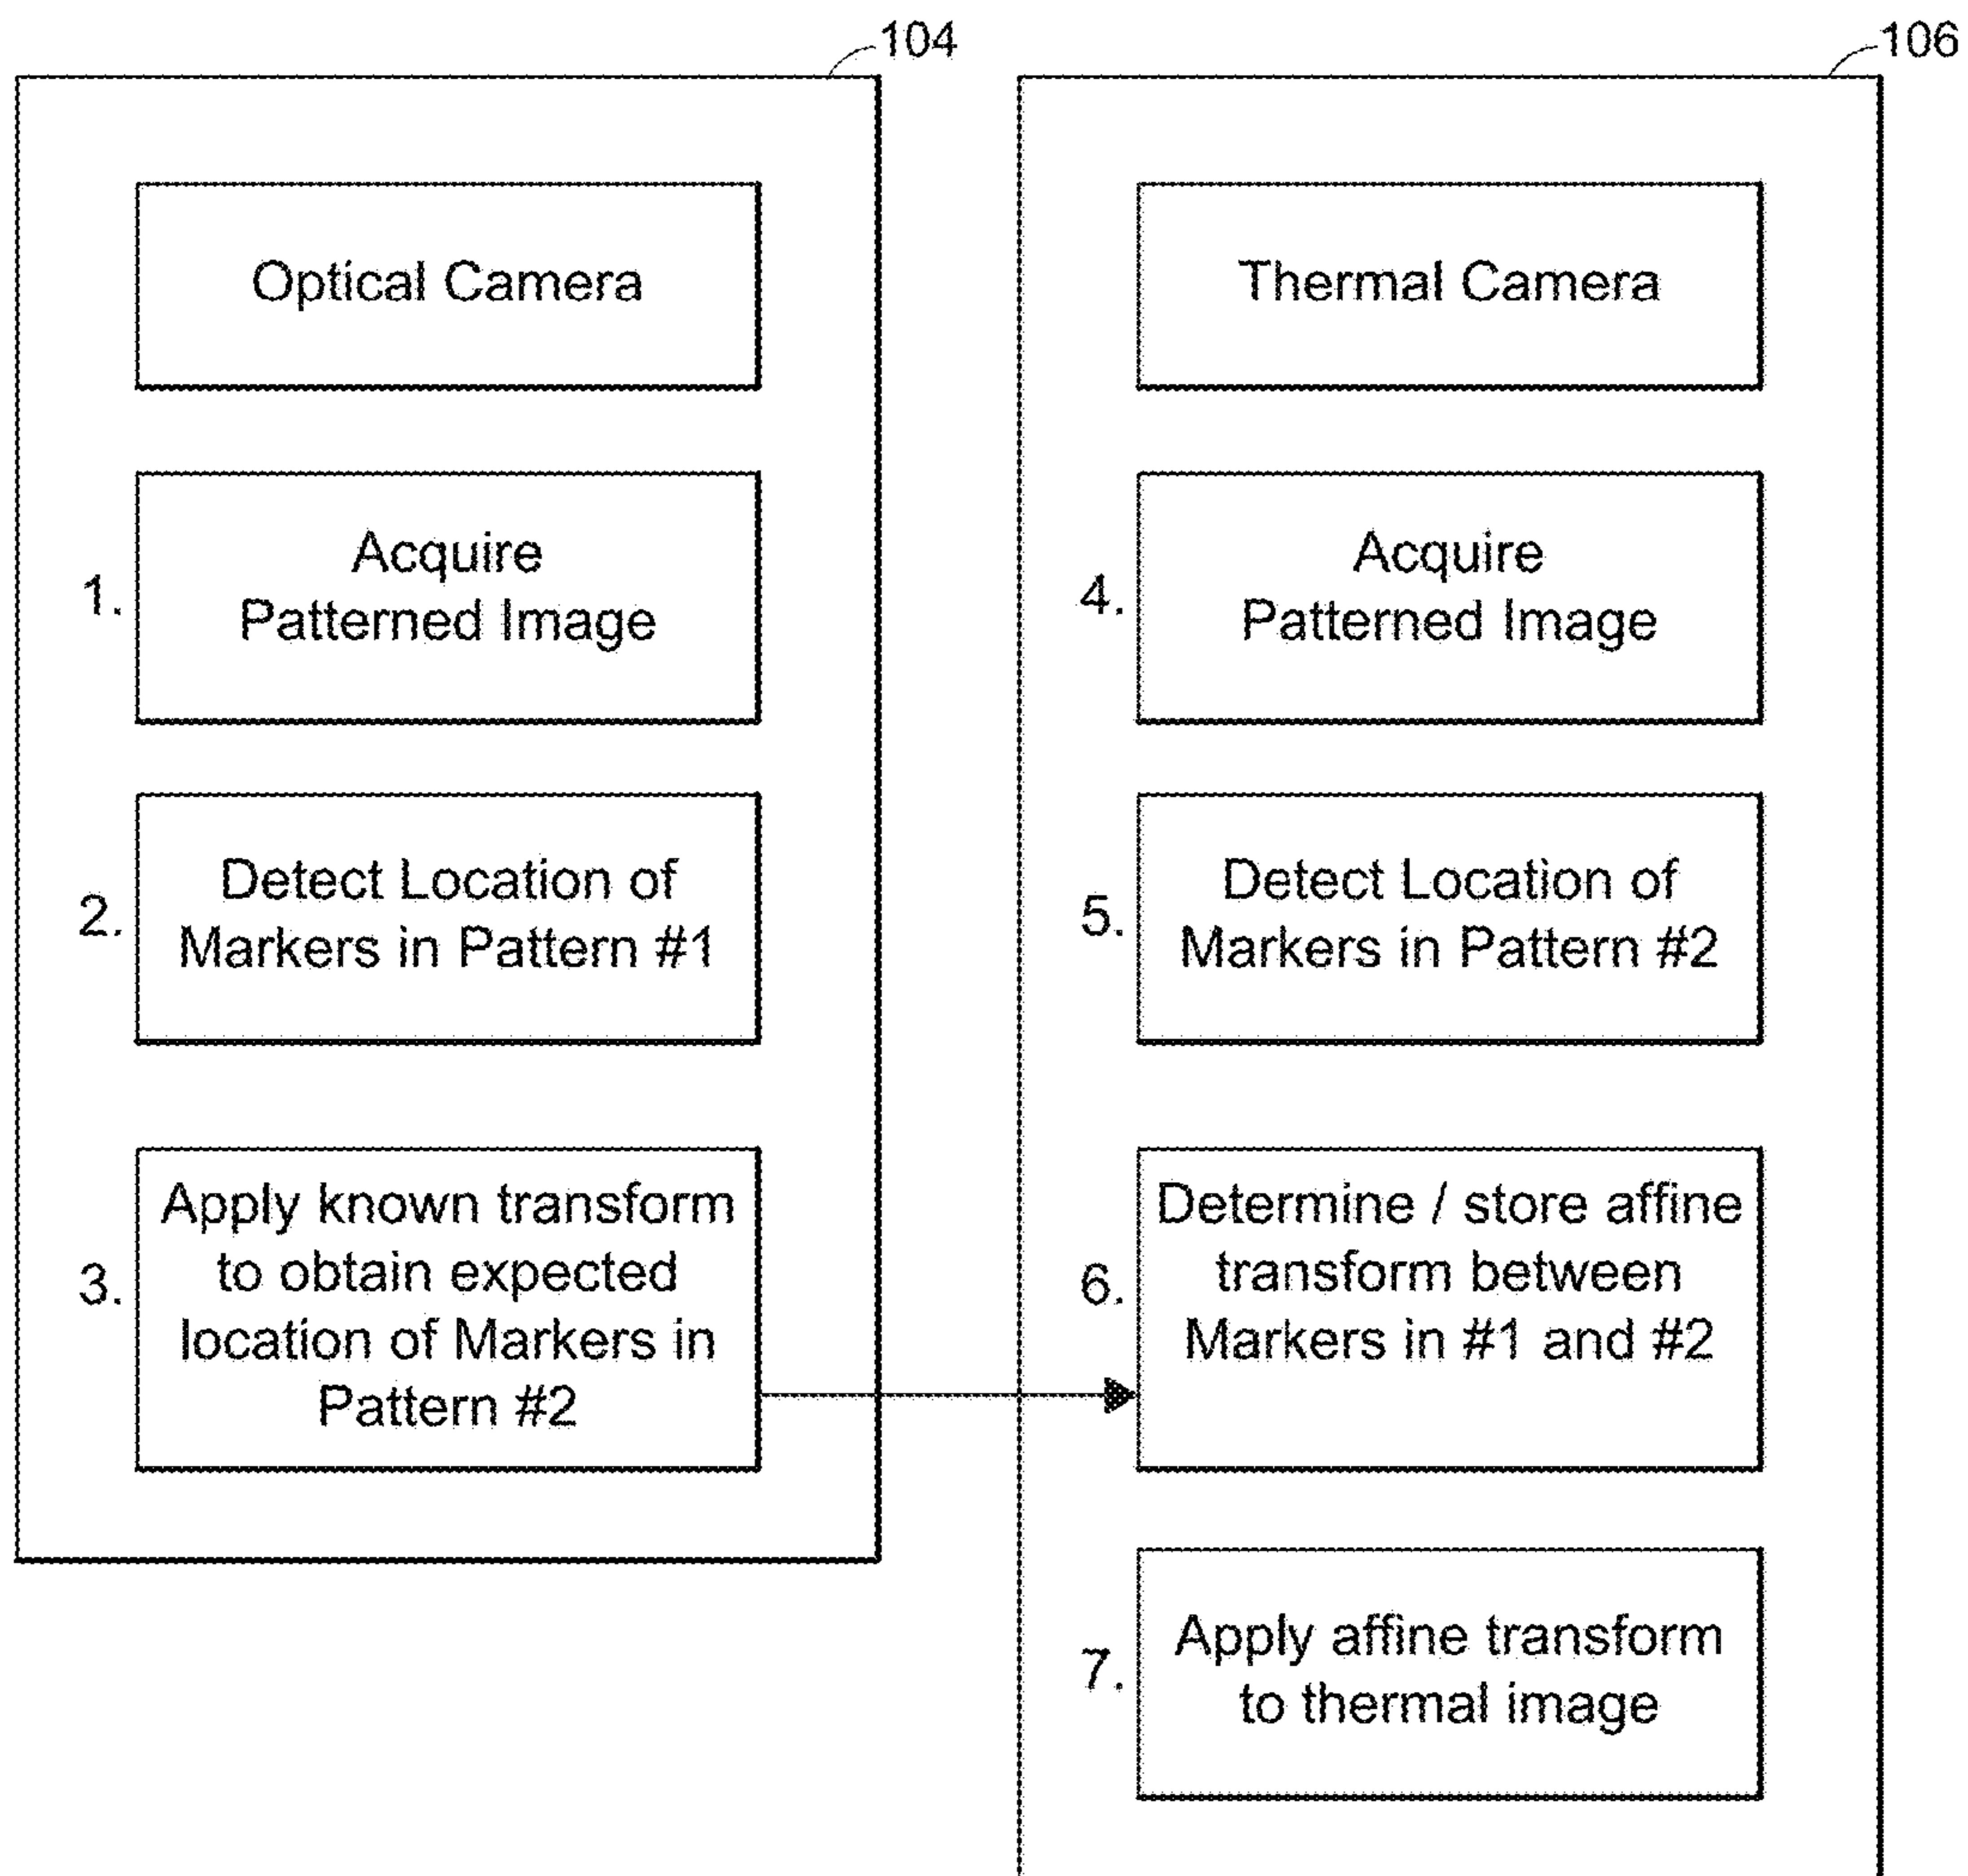 104
Optical Camera
1.
Acquire
Patterned Image
2.
Detect Location of
Markers in Pattern #1
3.
Apply known transform
to obtain expected
location of Markers in
Pattern #2
106
Thermal Camera
4.
Acquire
Patterned Image
5.
Detect Location of
Markers in Pattern #2
6.
Determine / store affine
transform between
Markers in #1 and #2
7.
Apply affine transform
to thermal image